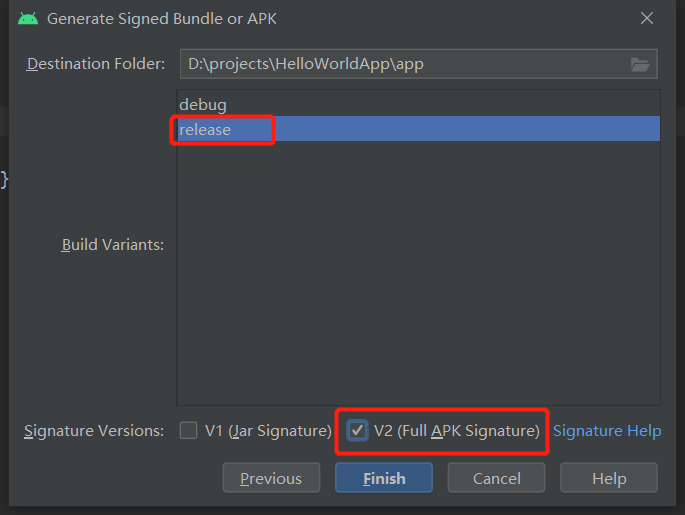 Generate Signed Bundle or APK
Destination Folder: D:\projects\HelloWorldApp\app
debug
release
}
Build Variants:
Signature Versions: V1 (Jar Signature) V2 (Full APK Signature) Signature Help
Previous Finish Cancel Help